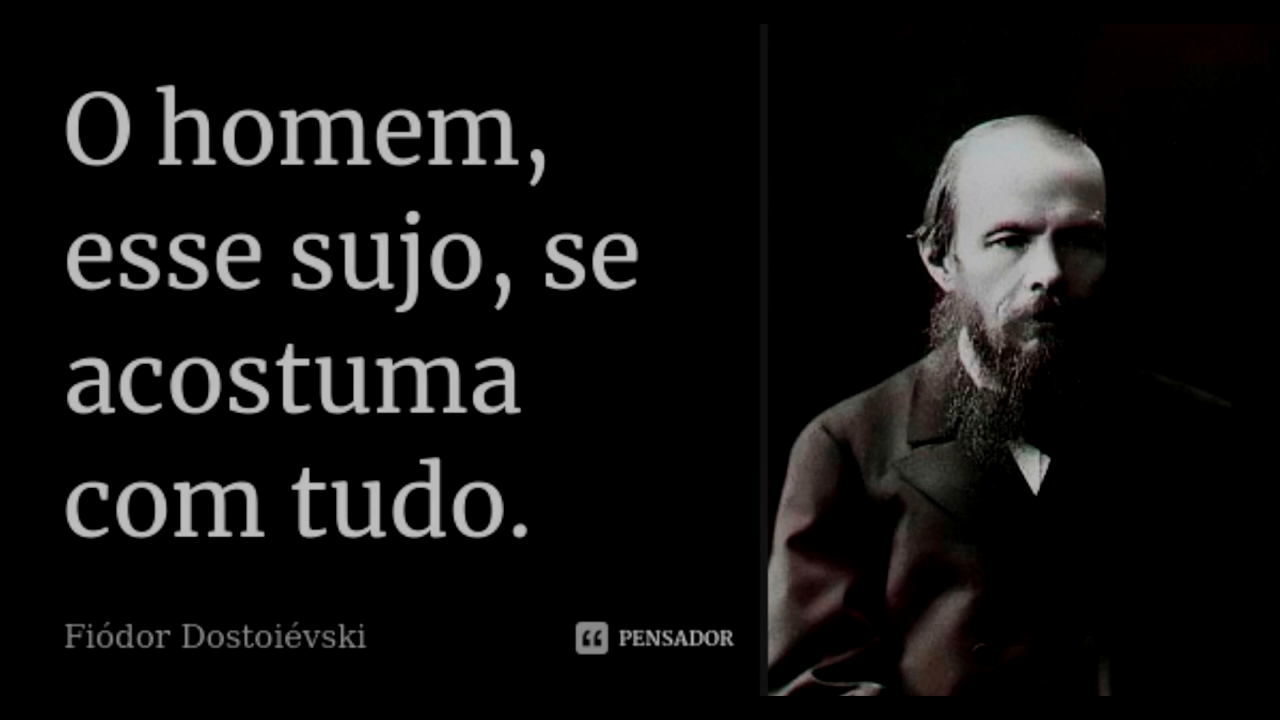 O homem,
esse sujo, se
acostuma
com tudo.
Fiódor Dostoiévski
PENSADOR